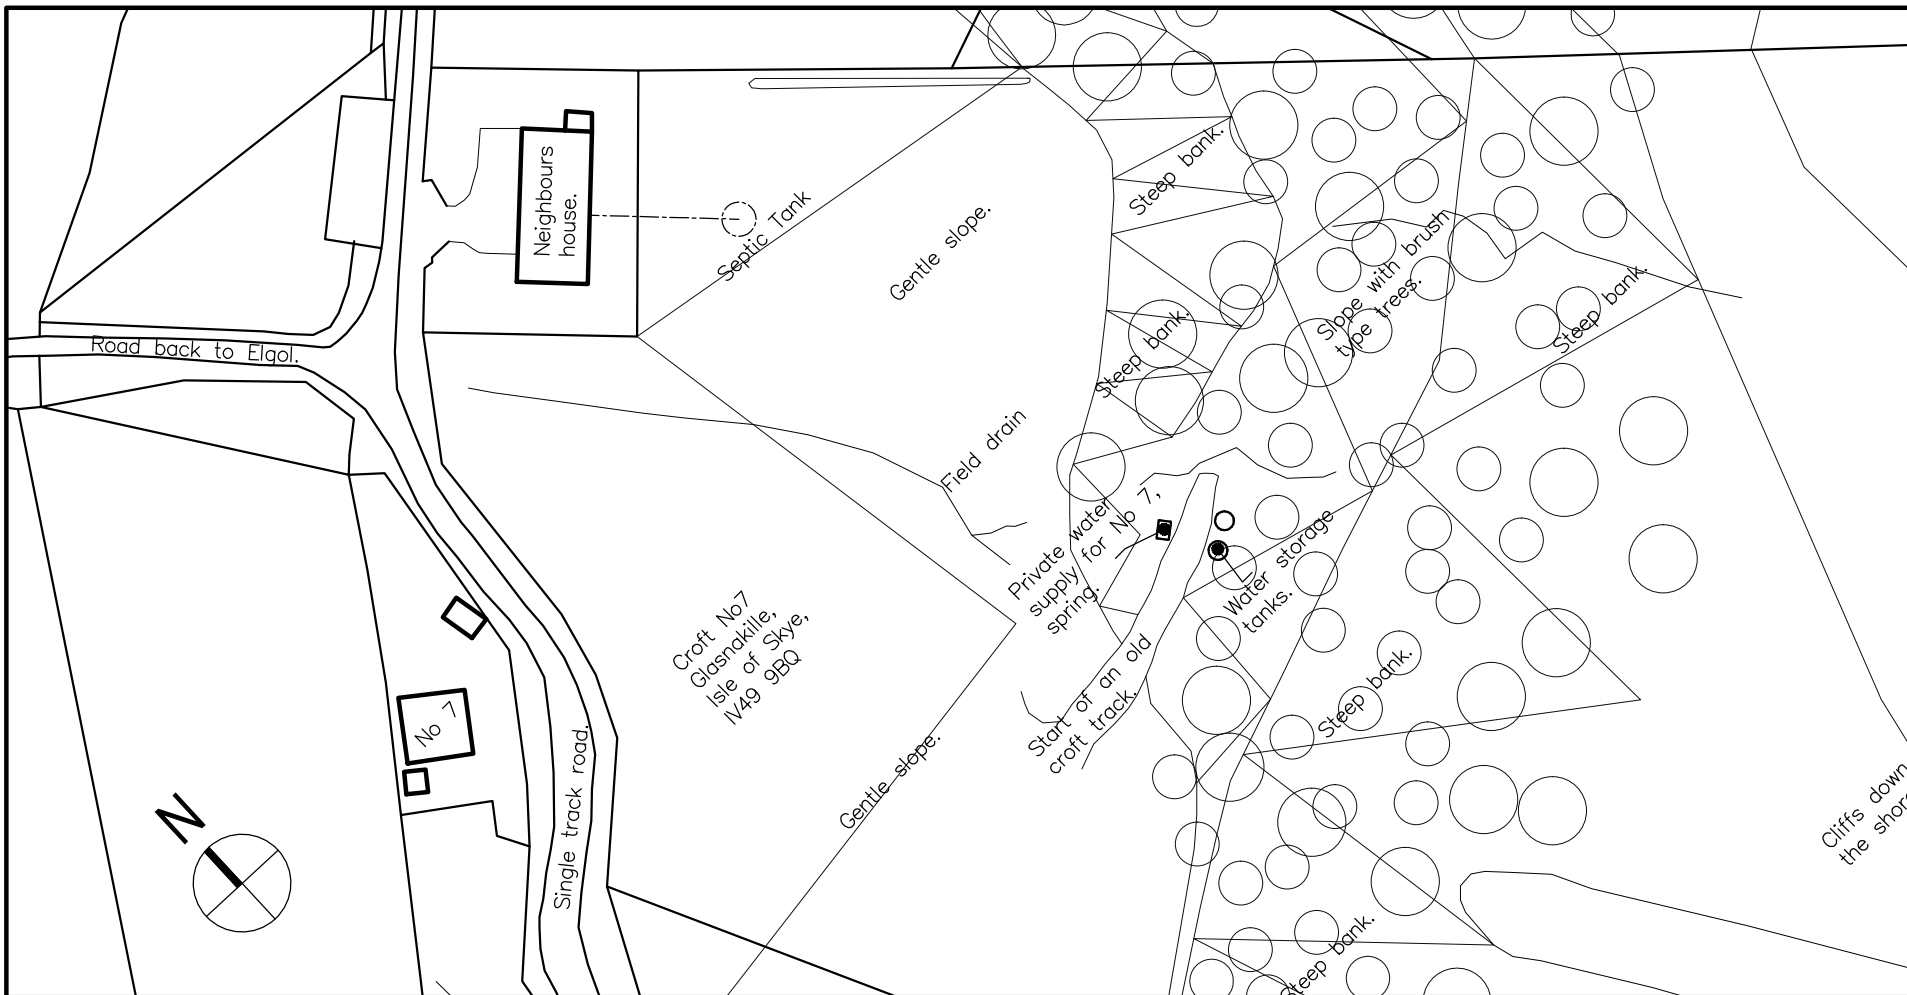 Neighbours
house.
Septic Tank
Gentle slope.
Steep bank.
Steep bank.
Slope with brush
type trees.
Steep bank.
Road back to Elgol.
Field drain
Private water
supply for No 7,
spring.
Water storage
tanks.
Croft No7
Glasnakille,
Isle of Skye,
IV49 9BQ
Start of an old
croft track.
Steep bank.
No 7
Single track road.
Gentle slope.
N
Cliffs down
the shor
Steep bank.